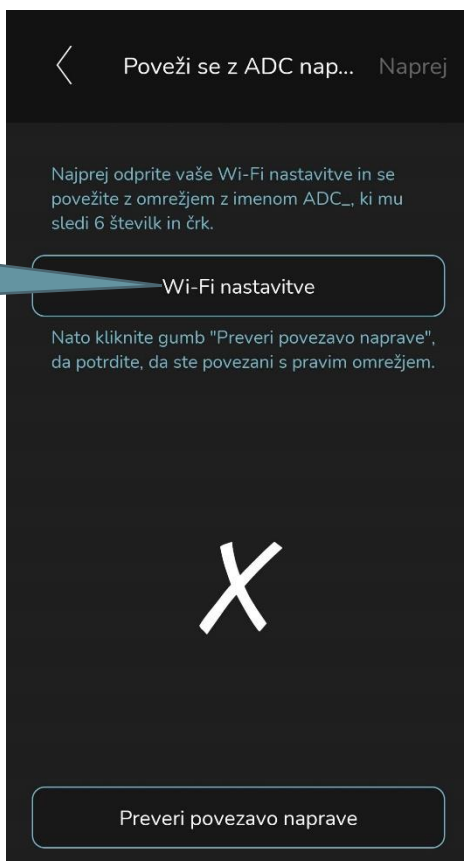 Poveži se z ADC nap... Naprej
Najprej odprite vaše Wi-Fi nastavitve in se
povežite z omrežjem z imenom ADC_, ki mu
sledi 6 številk in črk.
Wi-Fi nastavitve
Nato kliknite gumb "Preveri povezavo naprave",
da potrdite, da ste povezani s pravim omrežjem.
X
Preveri povezavo naprave